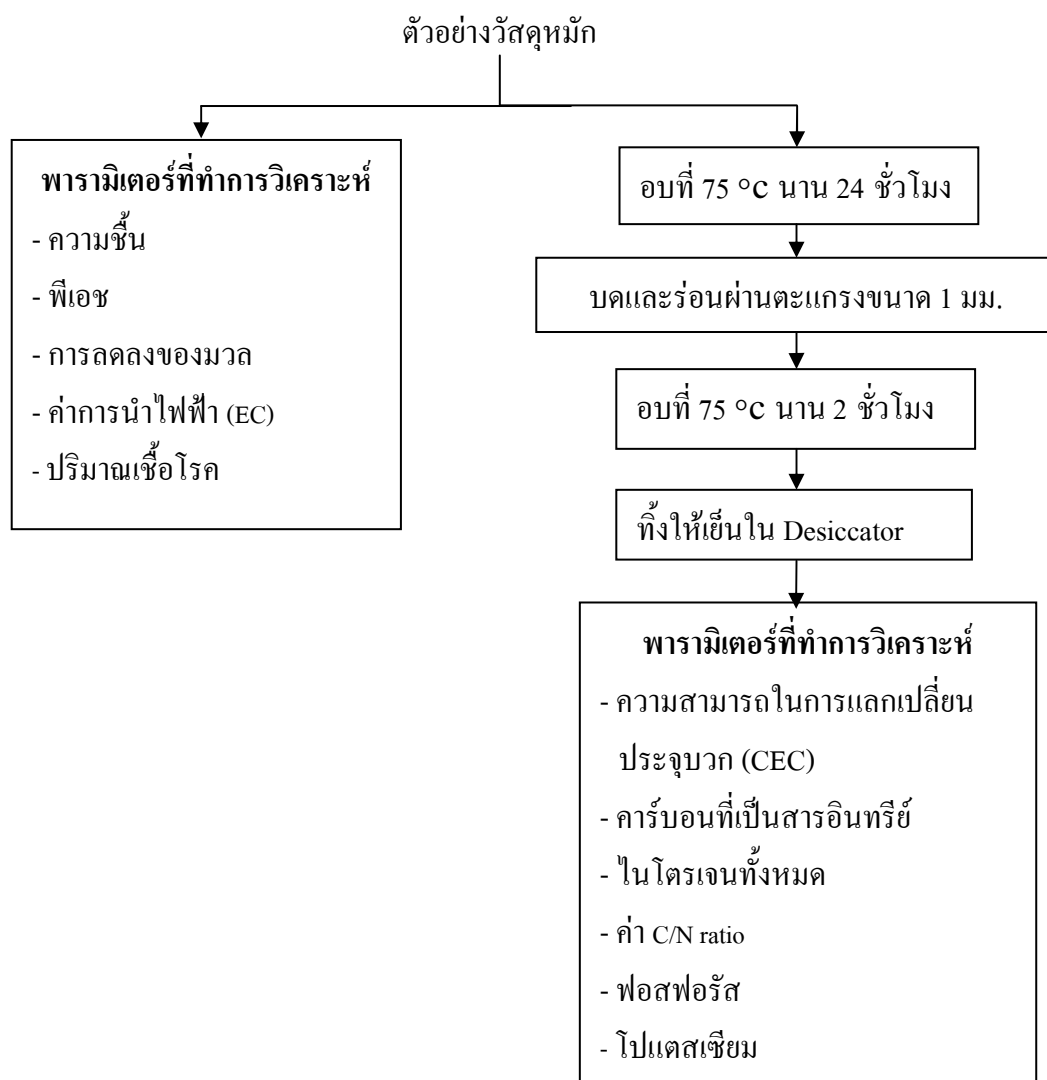 ตัวอย่างวัสดุหมัก
พารามิเตอร์ที่ทำการวิเคราะห์
- ความชื้น
- พีเอช
- การลดลงของมวล
- ค่าการนำไฟฟ้า (EC)
- ปริมาณเชื้อโรค
อบที่ 75 °c นาน 24 ชั่วโมง
บดและร่อนผ่านตะแกรงขนาด 1 มม.
อบที่ 75 °c นาน 2 ชั่วโมง
ทิ้งให้เย็นใน Desiccator
พารามิเตอร์ที่ทำการวิเคราะห์
- ความสามารถในการแลกเปลี่ยน
ประจุบวก (CEC)
- คาร์บอนที่เป็นสารอินทรีย์
- ไนโตรเจนทั้งหมด
- ค่า C/N ratio
- ฟอสฟอรัส
- โปแตสเซียม